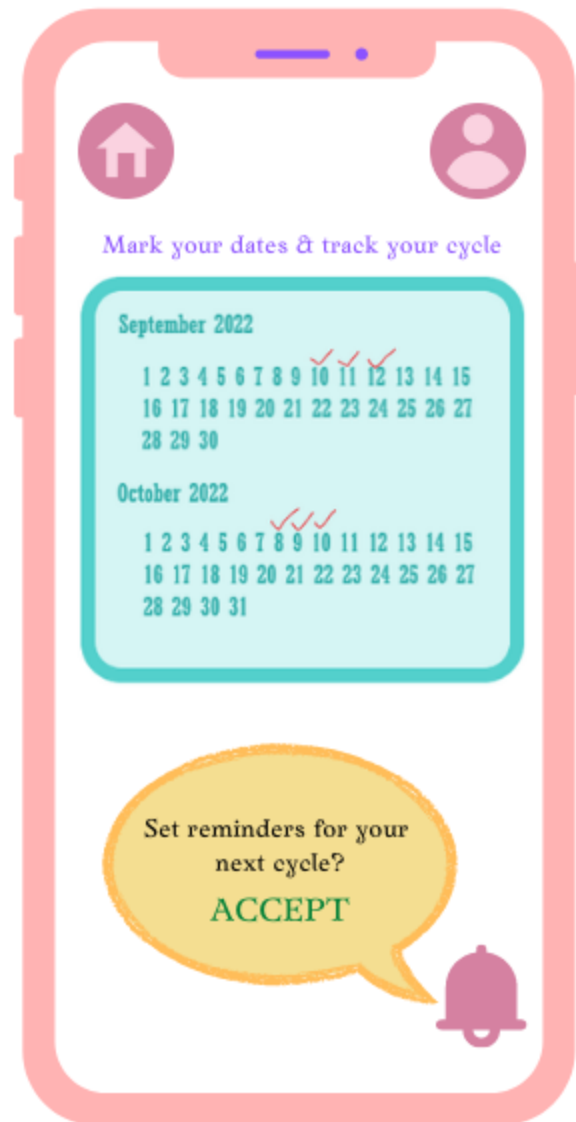 Mark your dates & track your cycle
September 2022
1 2 3 4 5 6 7 8 9 10 11 12 13 14 15
16 17 18 19 20 21 22 23 24 25 26 27
28 29 30
October 2022
1 2 3 4 5 6 7 8 9 10 11 12 13 14 15
16 17 18 19 20 21 22 23 24 25 26 27
28 29 30 31
Set reminders for your
next cycle?
ACCEPT